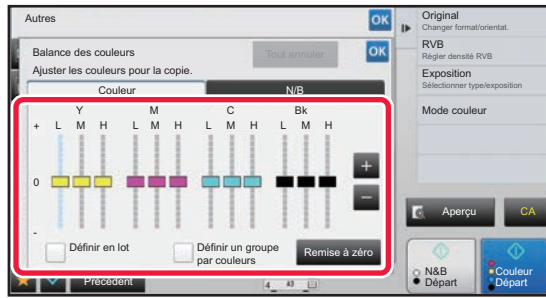 Autres
OK
Balance des couleurs
Tout annuler
OK
Ajuster les couleurs pour la copie.
Couleur
N/B
Y M C Bk
+ L M H L M H L M H L M H
+
0
-
-
Définir en lot
Définir un groupe
par couleurs
Remise à zéro
Précédent
4 A3
Original
Changer format/orientat.
RVB
Régler densité RVB
Exposition
Sélectionner type/exposition
Mode couleur
Aperçu
CA
N&B
Départ
Couleur
Départ